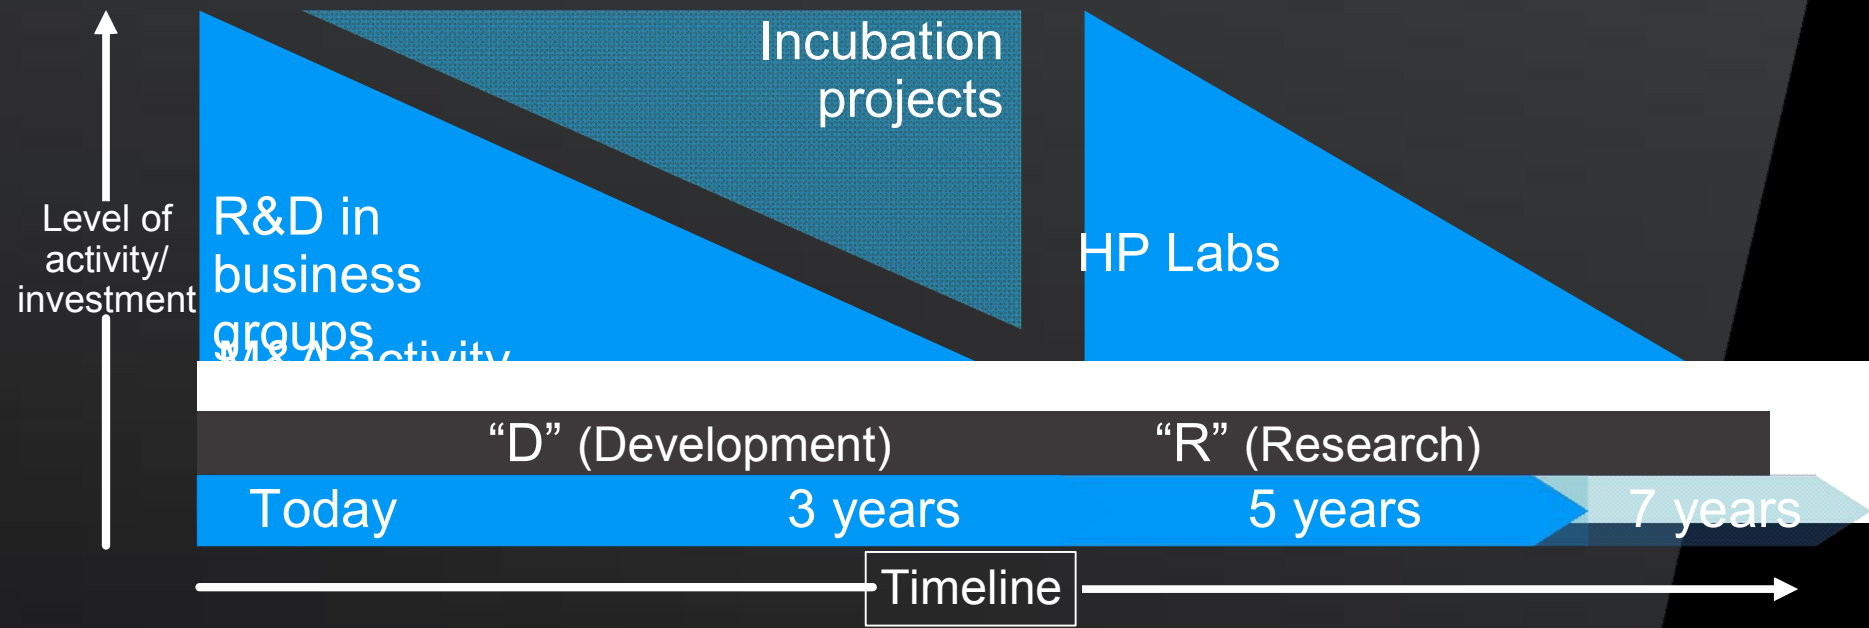 Incubation
projects
Level of
activity/
investment
R&D in
business
groups
M&A activity
HP Labs
“D” (Development)
“R” (Research)
Today
3 years
5 years
7 years
Timeline